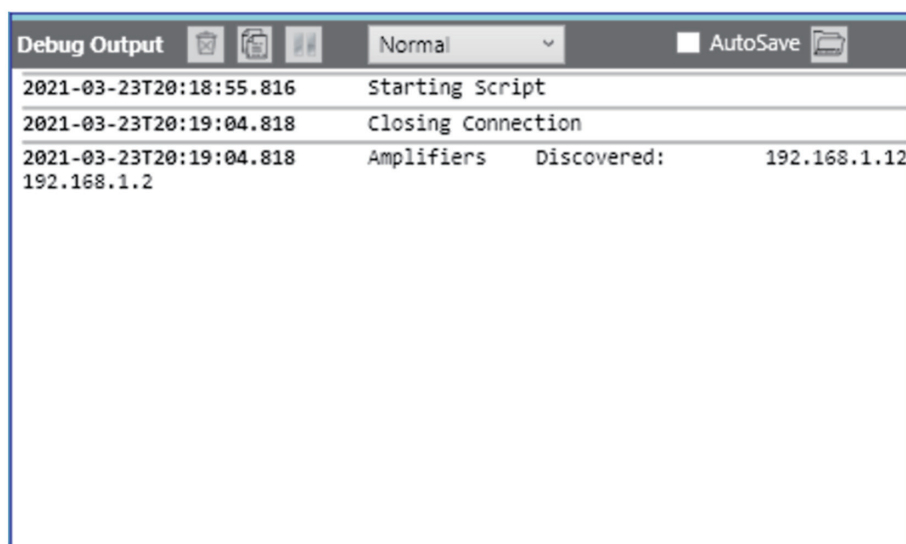 Debug Output Normal AutoSave
2021-03-23T20:18:55.816 Starting Script
2021-03-23T20:19:04.818 Closing Connection
2021-03-23T20:19:04.818 Amplifiers Discovered: 192.168.1.12
192.168.1.2